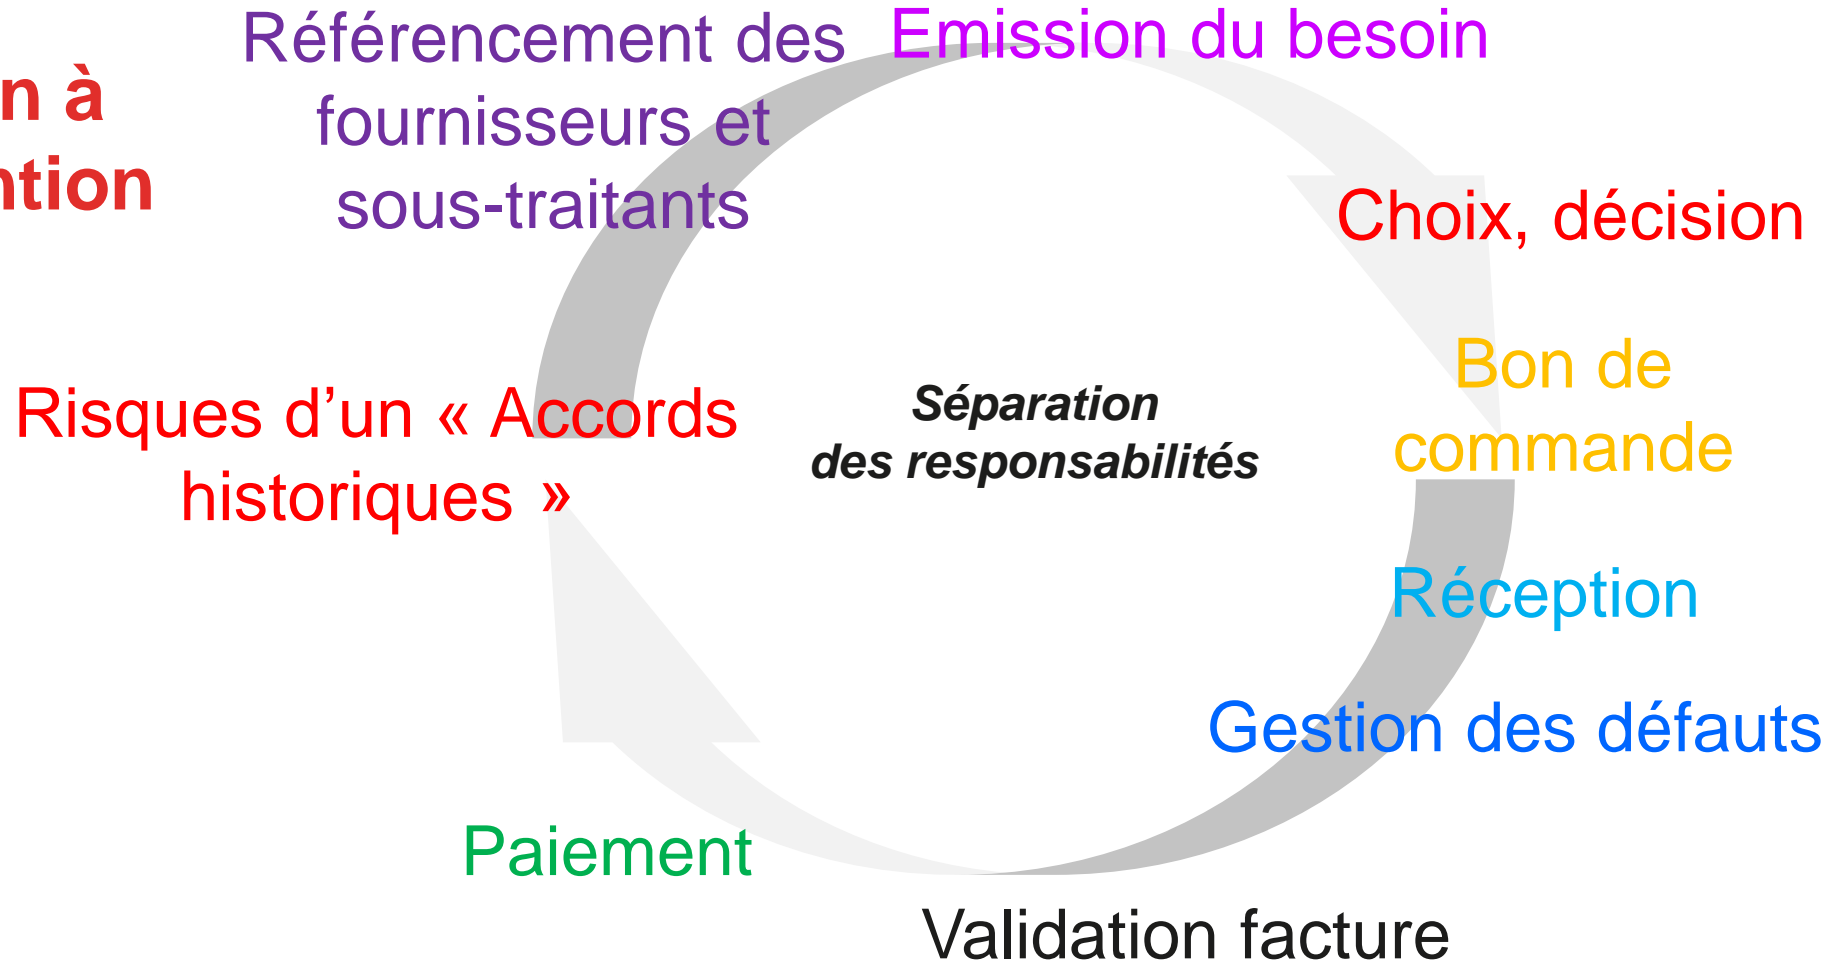 Référencement des
fournisseurs et
sous-traitants
Emission du besoin
n à
ntion
Choix, décision
Bon de
commande
Risques d’un « Accords
historiques »
Séparation
des responsabilités
Réception
Gestion des défauts
Paiement
Validation facture